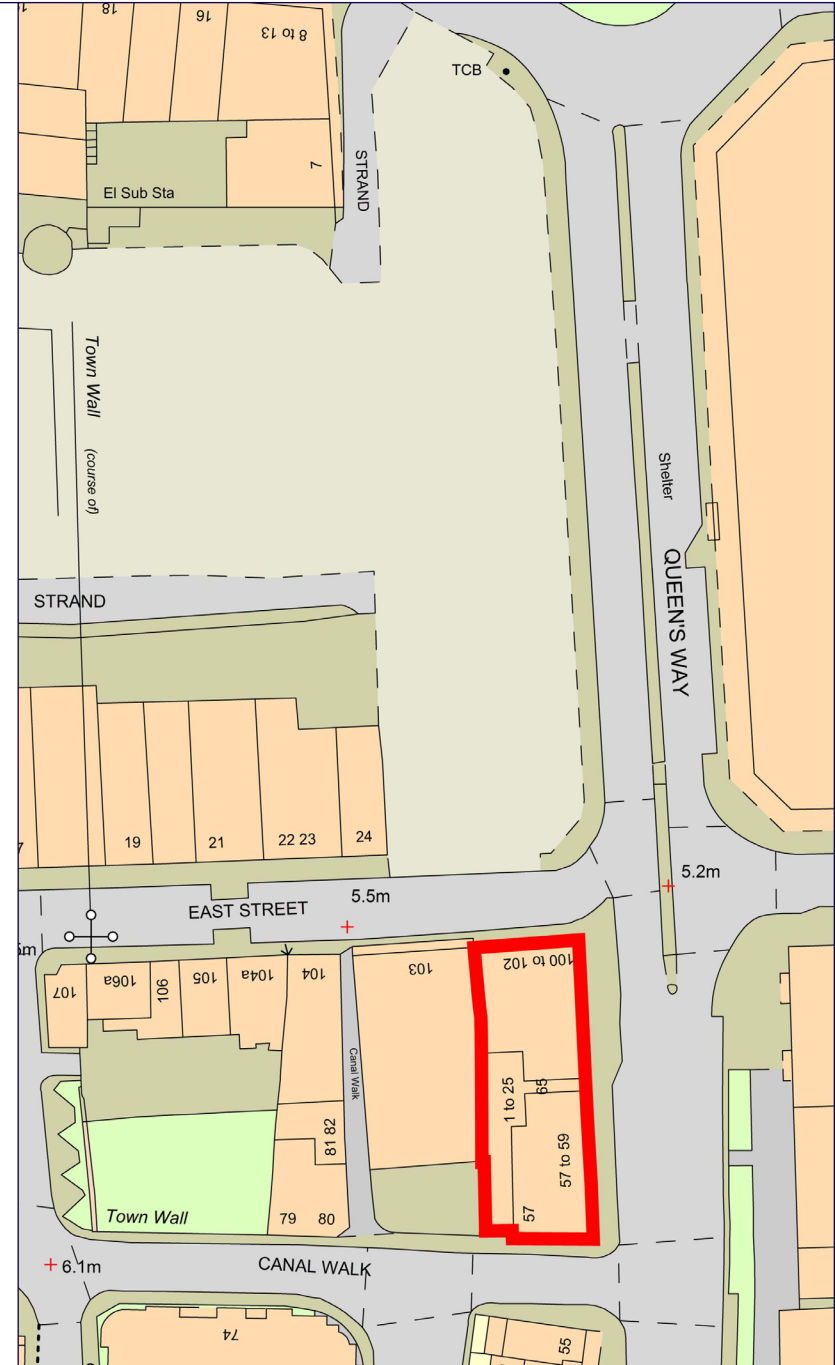 18
16
8 to 13
TCB
7
STRAND
El Sub Sta
Town Wall (course of)
Shelter
STRAND
QUEEN'S WAY
7
19
21
22 23
24
5.2m
5.5m
EAST STREET
107
106a
106
105
104a
104
103
100 to 102
Canal Walk
1 to 25
65
81 82
57 to 59
57
Town Wall
79
80
6.1m
CANAL WALK
74
55